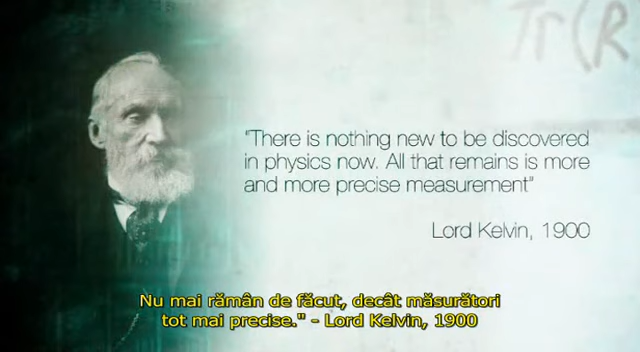 Tr(R
"There is nothing new to be discovered
in physics now. All that remains is more
and more precise measurement"
Lord Kelvin, 1900
Nu mai rămân de făcut, decât măsurători
tot mai precise." - Lord Kelvin, 1900